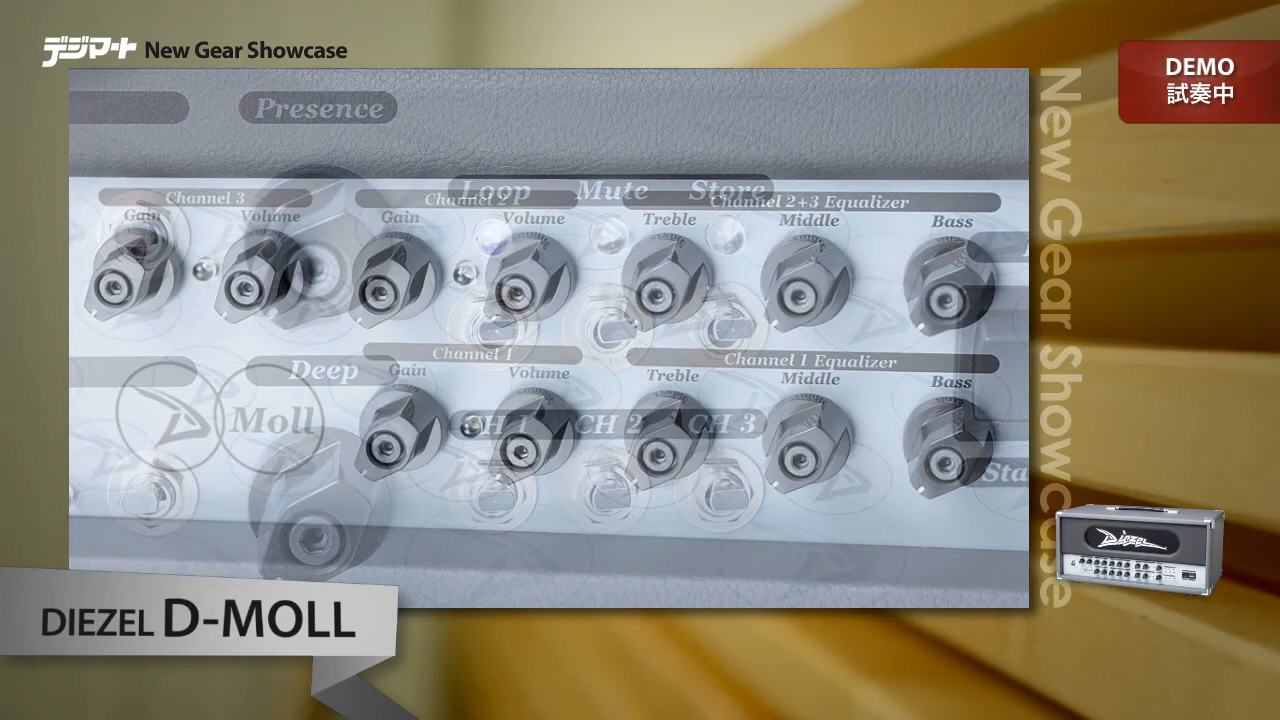 デジマート New Gear Showcase
DEMO
試奏中
New Gear Showcase
Presence
Loop Mute Store
Channel 3
Channel 2
Channel 2+3 Equalizer
Gain Volume Gain Volume Treble Middle Bass
Channel 1
Channel 1 Equalizer
Deep
Gain Volume Treble Middle Bass
Moll
CH 1 CH 2 CH 3
Sta
DIEZEL
DIEZEL D-MOLL